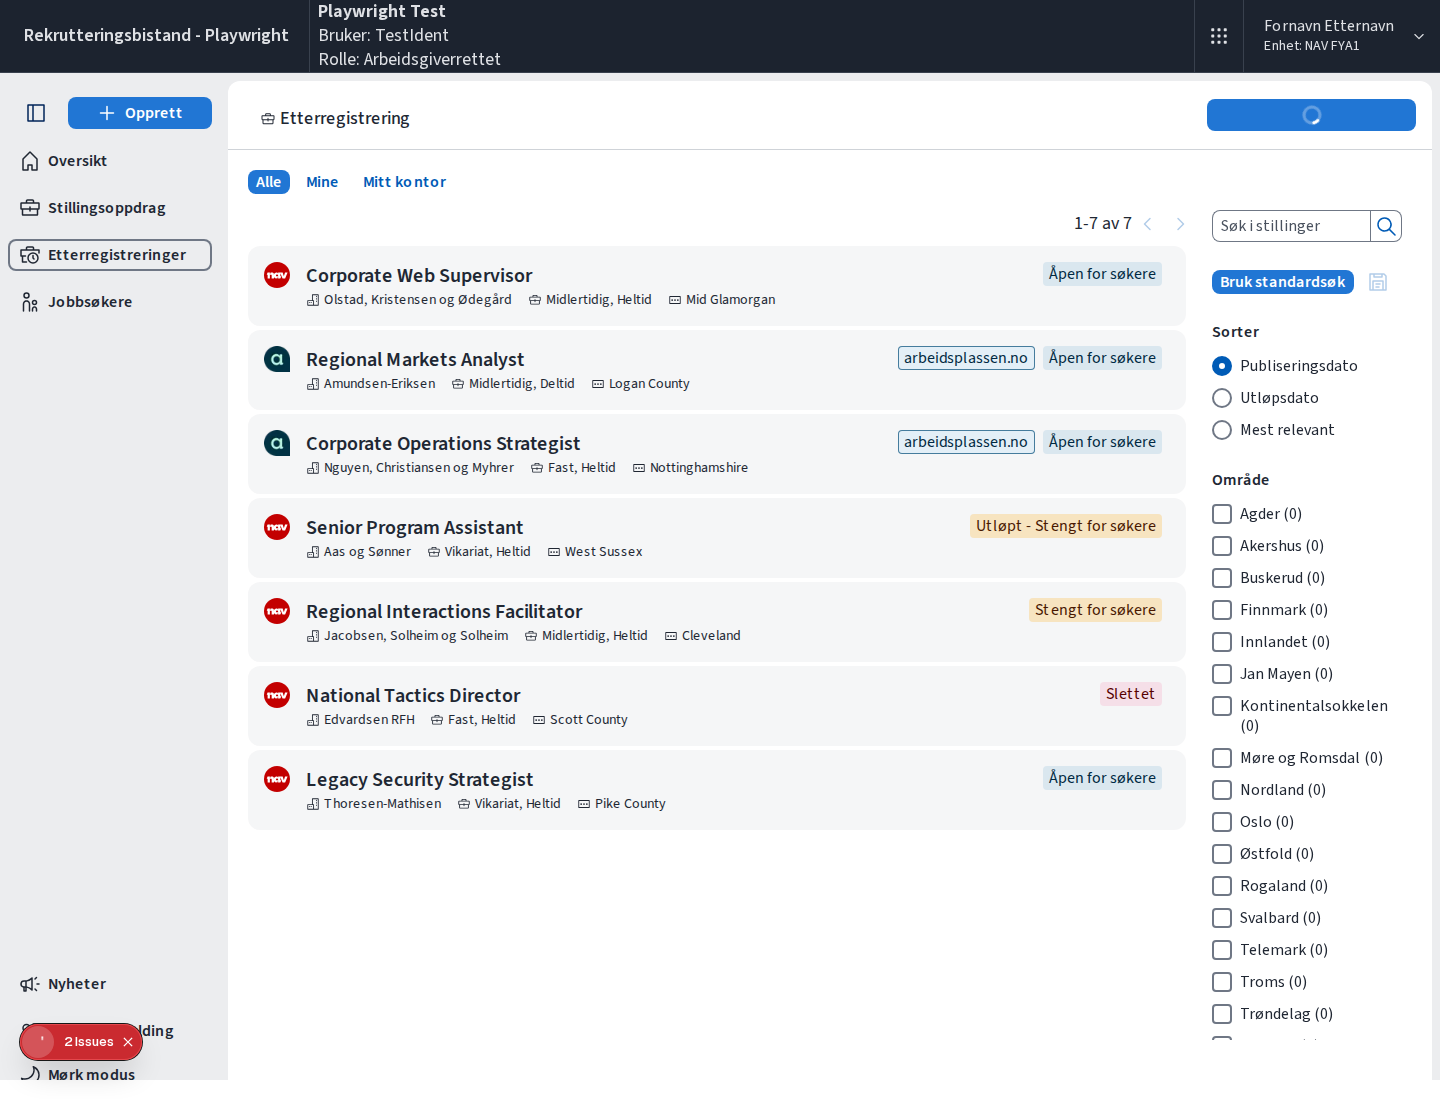 Rekrutteringsbistand - Playwright
Playwright Test
Bruker: TestIdent
Rolle: Arbeidsgiverrettet
Fornavn Etternavn
Enhet: NAV FYA1
Opprett
Oversikt
Stillingsoppdrag
Etterregistreringer
Jobbsøkere
Nyheter
lding
2 Issues
Mørk modus
Etterregistrering
Alle
Mine
Mitt kontor
1-7 av 7
nav
Corporate Web Supervisor
Olstad, Kristensen og Ødegård
Midlertidig, Heltid
Mid Glamorgan
Åpen for søkere
a
Regional Markets Analyst
Amundsen-Eriksen
Midlertidig, Deltid
Logan County
arbeidsplassen.no
Åpen for søkere
a
Corporate Operations Strategist
Nguyen, Christiansen og Myhrer
Fast, Heltid
Nottinghamshire
arbeidsplassen.no
Åpen for søkere
nav
Senior Program Assistant
Aas og Sønner
Vikariat, Heltid
West Sussex
Utløpt - Stengt for søkere
nav
Regional Interactions Facilitator
Jacobsen, Solheim og Solheim
Midlertidig, Heltid
Cleveland
Stengt for søkere
nav
National Tactics Director
Edvardsen RFH
Fast, Heltid
Scott County
Slettet
nav
Legacy Security Strategist
Thoresen-Mathisen
Vikariat, Heltid
Pike County
Åpen for søkere
Søk i stillinger
Bruk standardsøk
Sorter
Publiseringsdato
Utløpsdato
Mest relevant
Område
Agder (0)
Akershus (0)
Buskerud (0)
Finnmark (0)
Innlandet (0)
Jan Mayen (0)
Kontinentalsokkelen
(0)
Møre og Romsdal (0)
Nordland (0)
Oslo (0)
Østfold (0)
Rogaland (0)
Svalbard (0)
Telemark (0)
Troms (0)
Trøndelag (0)